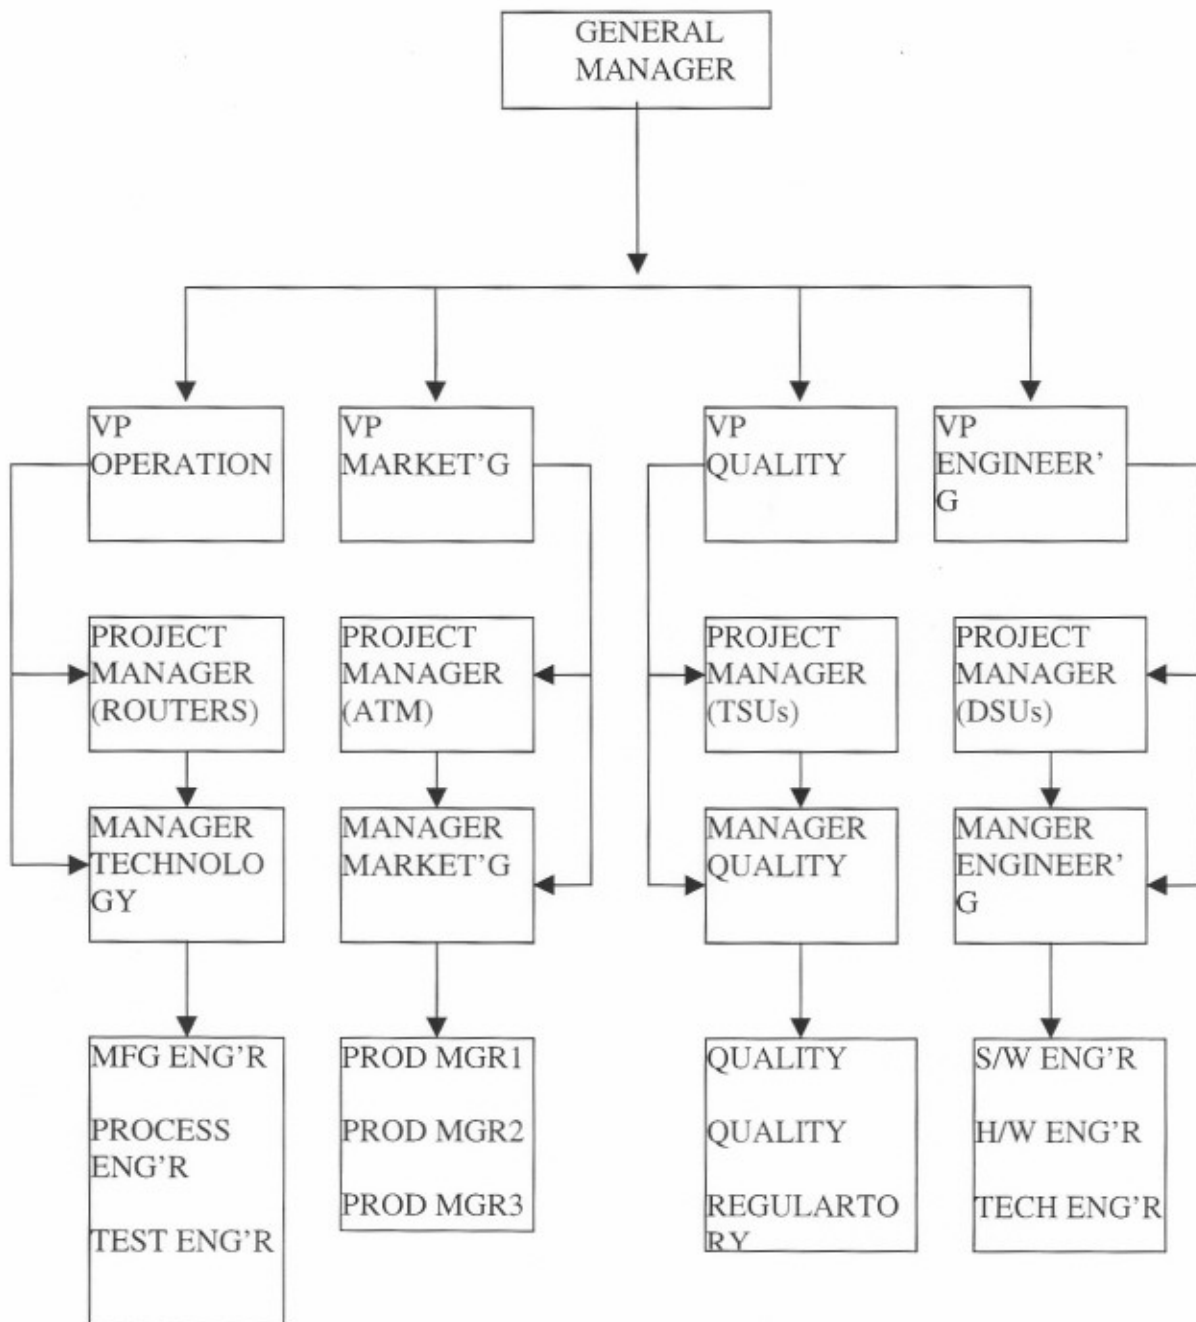 GENERAL
MANAGER
VP
OPERATION
VP
MARKET'G
VP
QUALITY
VP
ENGINEER'
G
PROJECT
MANAGER
(ROUTERS)
PROJECT
MANAGER
(ATM)
PROJECT
MANAGER
(TSUs)
PROJECT
MANAGER
(DSUs)
MANAGER
TECHNOLO
GY
MANAGER
MARKET'G
MANAGER
QUALITY
MANGER
ENGINEER'
G
MFG ENG'R
PROCESS
ENG'R
TEST ENG'R
PROD MGR1
PROD MGR2
PROD MGR3
QUALITY
QUALITY
REGULARTO
RY
S/W ENG'R
H/W ENG'R
TECH ENG'R